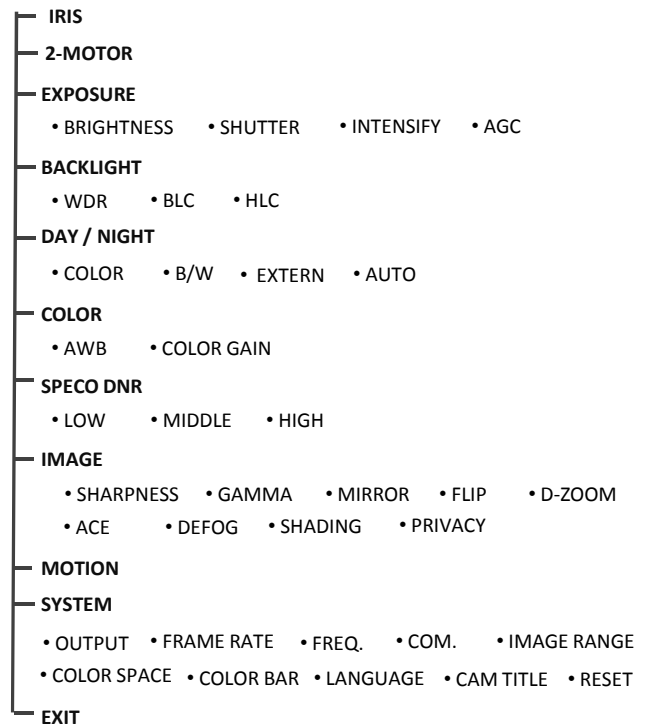 IRIS
2-MOTOR
EXPOSURE
• BRIGHTNESS • SHUTTER • INTENSIFY • AGC
BACKLIGHT
• WDR • BLC • HLC
DAY / NIGHT
• COLOR • B/W • EXTERN • AUTO
COLOR
• AWB • COLOR GAIN
SPECO DNR
• LOW • MIDDLE • HIGH
IMAGE
• SHARPNESS • GAMMA • MIRROR • FLIP • D-ZOOM
• ACE • DEFOG • SHADING • PRIVACY
MOTION
SYSTEM
• OUTPUT • FRAME RATE • FREQ. • COM. • IMAGE RANGE
• COLOR SPACE • COLOR BAR • LANGUAGE • CAM TITLE • RESET
EXIT